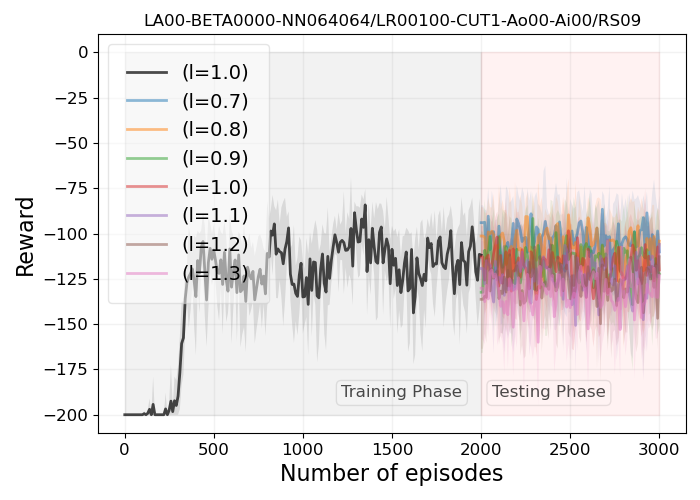 LA00-BETA0000-NN064064/LR00100-CUT1-Ao00-Ai00/RS09
Reward
0
−25
−50
−75
−100
−125
−150
−175
−200
(l=1.0)
(l=0.7)
(l=0.8)
(l=0.9)
(l=1.0)
(l=1.1)
(l=1.2)
(l=1.3)
Training Phase
Testing Phase
0 500 1000 1500 2000 2500 3000
Number of episodes